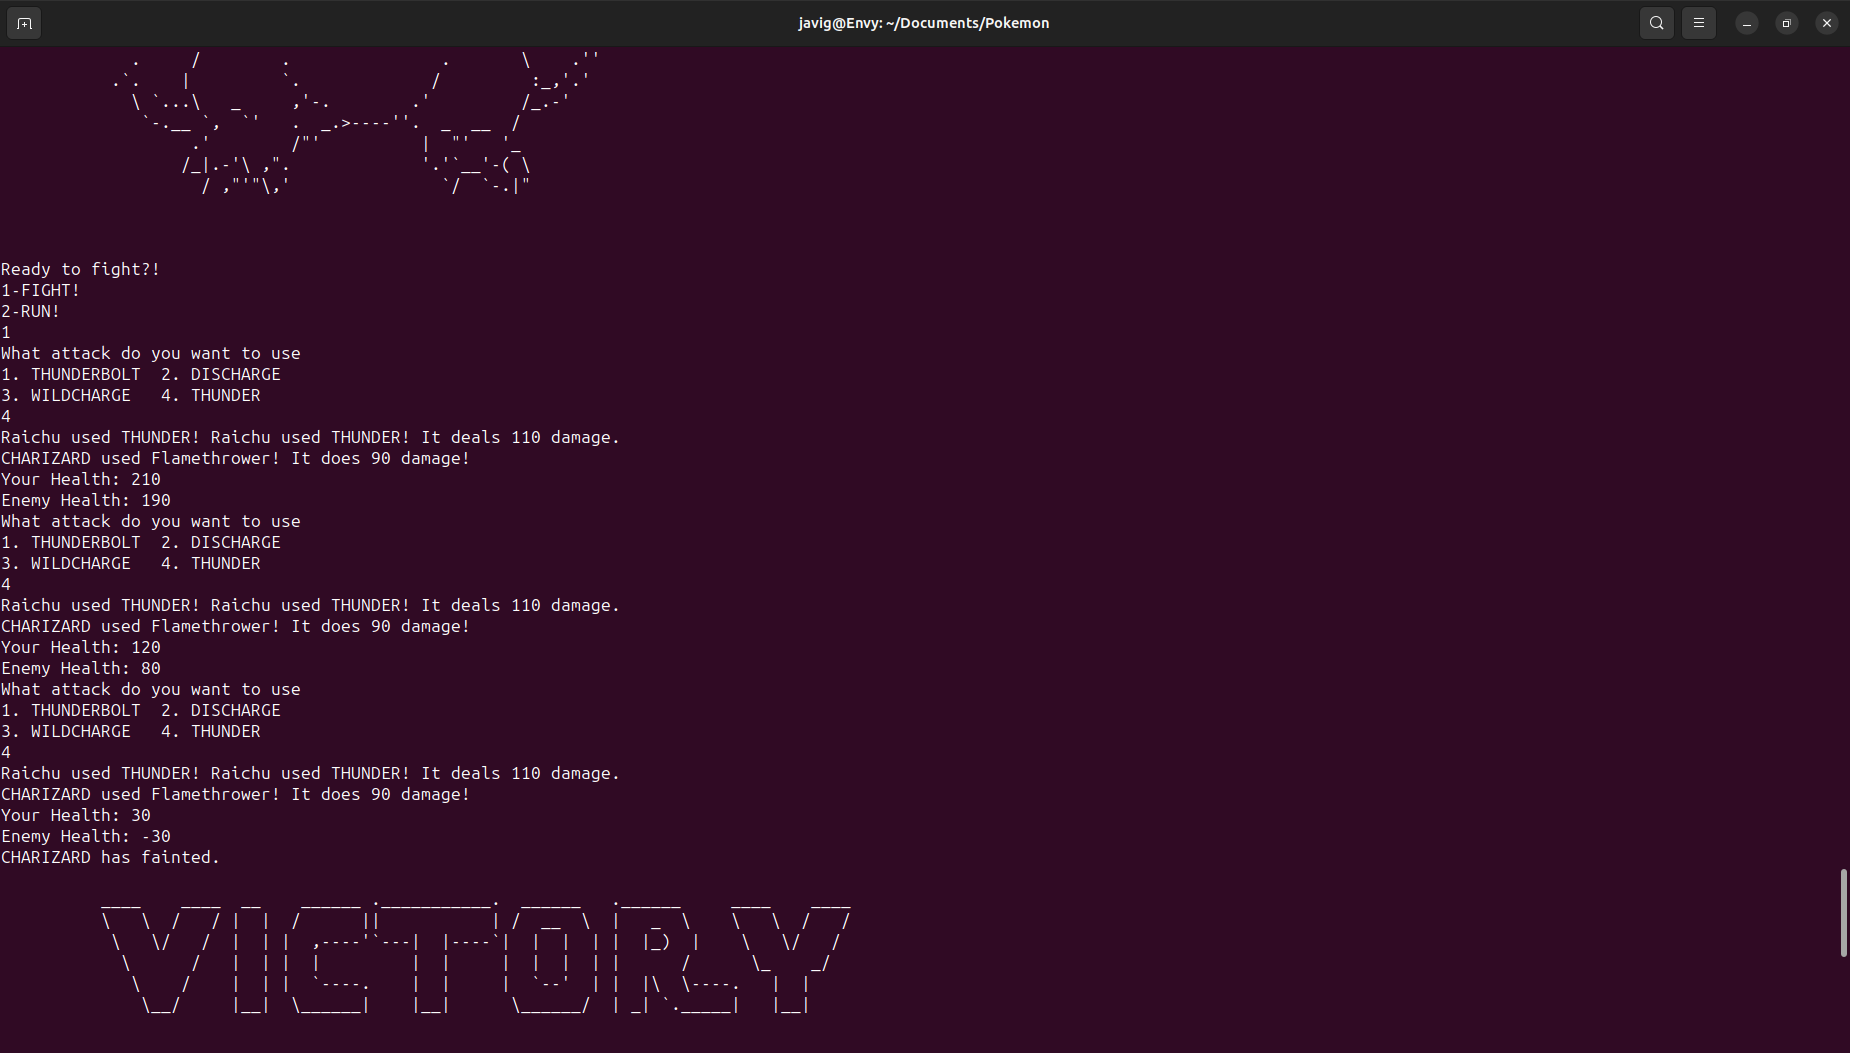 javig@Envy: ~/Documents/Pokemon
Ready to fight?!
1-FIGHT!
2-RUN!
1
What attack do you want to use
1. THUNDERBOLT  2. DISCHARGE
3. WILDCHARGE   4. THUNDER
4
Raichu used THUNDER! Raichu used THUNDER! It deals 110 damage.
CHARIZARD used Flamethrower! It does 90 damage!
Your Health: 210
Enemy Health: 190
What attack do you want to use
1. THUNDERBOLT  2. DISCHARGE
3. WILDCHARGE   4. THUNDER
4
Raichu used THUNDER! Raichu used THUNDER! It deals 110 damage.
CHARIZARD used Flamethrower! It does 90 damage!
Your Health: 120
Enemy Health: 80
What attack do you want to use
1. THUNDERBOLT  2. DISCHARGE
3. WILDCHARGE   4. THUNDER
4
Raichu used THUNDER! Raichu used THUNDER! It deals 110 damage.
CHARIZARD used Flamethrower! It does 90 damage!
Your Health: 30
Enemy Health: -30
CHARIZARD has fainted.
VICTORY